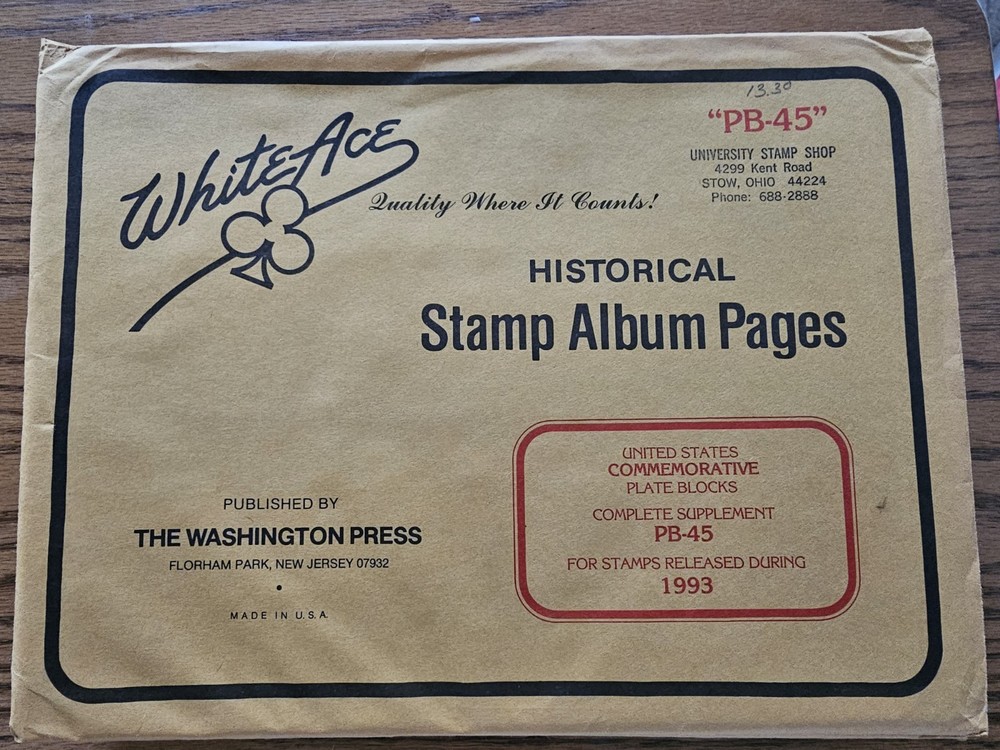 13.30
"PB-45"
UNIVERSITY STAMP SHOP
4299 Kent Road
STOW, OHIO 44224
Phone: 688-2888
White Ace
Quality Where It Counts!
HISTORICAL
Stamp Album Pages
UNITED STATES
COMMEMORATIVE
PLATE BLOCKS
COMPLETE SUPPLEMENT
PB-45
FOR STAMPS RELEASED DURING
1993
PUBLISHED BY
THE WASHINGTON PRESS
FLORHAM PARK, NEW JERSEY 07932
•
MADE IN U.S.A.